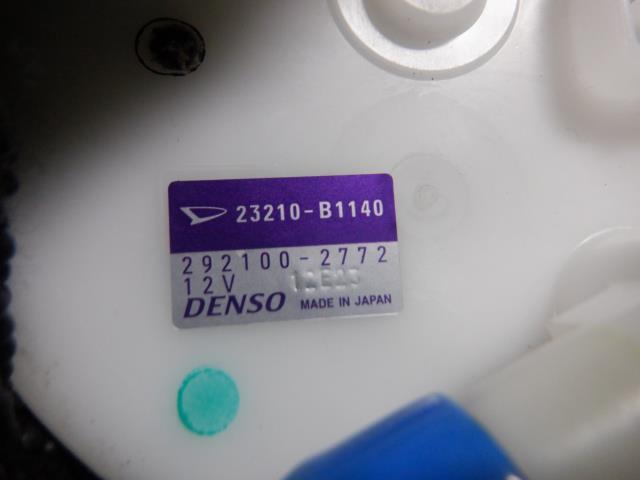 23210-B1140
292100-2772
12V
DENSO MADE IN JAPAN